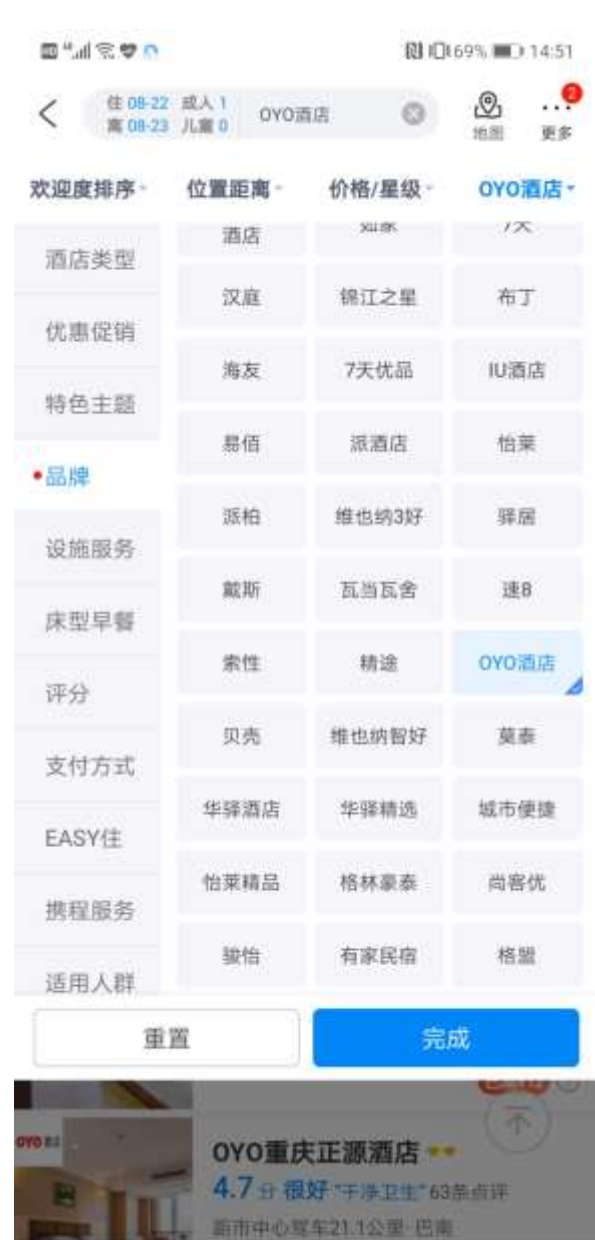 HD 69% 14:51
住 08-22 成人 1
离 08-23 儿童 0
OYO酒店
地图
2
更多
欢迎度排序 位置距离 价格/星级 OYO酒店
酒店类型
优惠促销
特色主题
品牌
设施服务
床型早餐
评分
支付方式
EASY住
携程服务
适用人群
酒店 如家 7天
汉庭 锦江之星 布丁
海友 7天优品 IU酒店
易佰 派酒店 怡莱
派柏 维也纳3好 驿居
戴斯 瓦当瓦舍 速8
索性 精途 OYO酒店
贝壳 维也纳智好 莫泰
华驿酒店 华驿精选 城市便捷
怡莱精品 格林豪泰 尚客优
骏怡 有家民宿 格盟
重置 完成
OYO 酒店
OYO重庆正源酒店
4.7分 很好 "干净卫生" 63条点评
距市中心驾车21.1公里·巴南